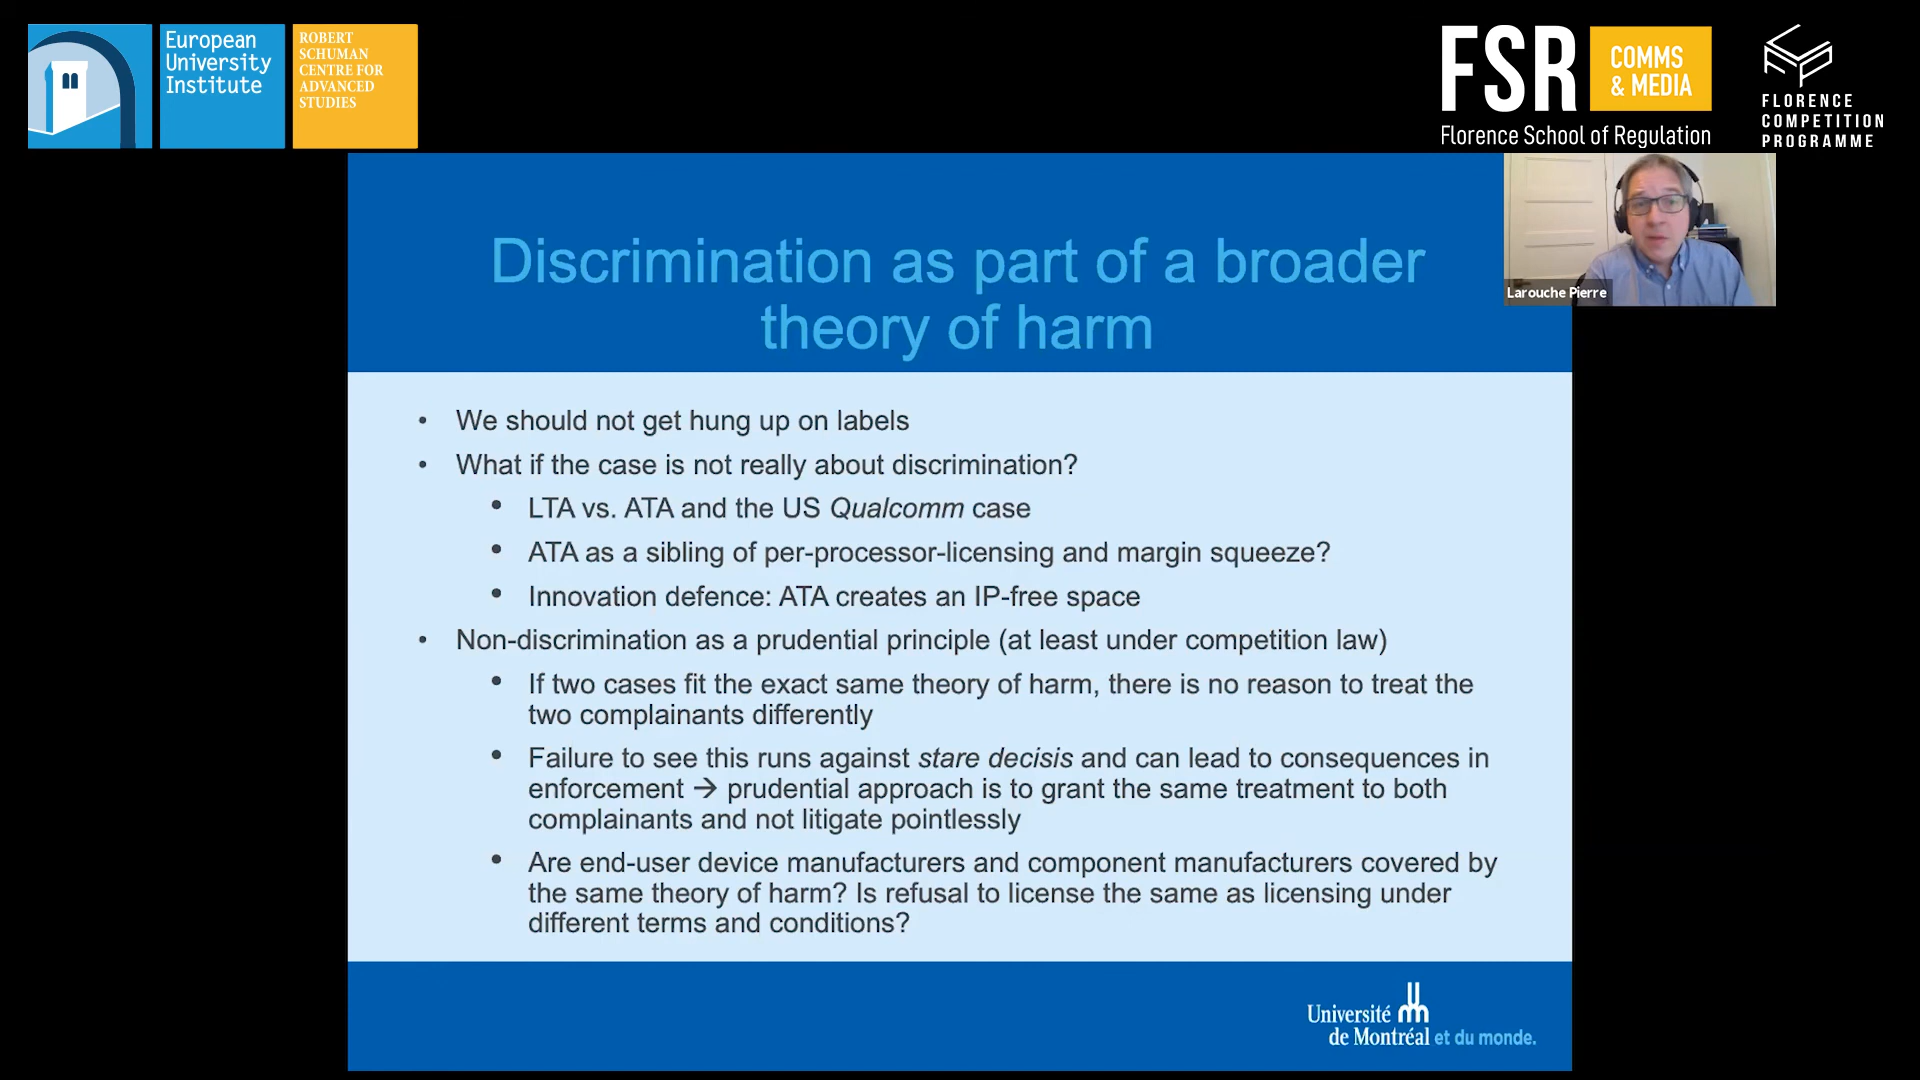 European
University
Institute
ROBERT
SCHUMAN
CENTRE FOR
ADVANCED
STUDIES
FSR
COMMS
& MEDIA
Florence School of Regulation
FLORENCE
COMPETITION
PROGRAMME
Larouche Pierre
Discrimination as part of a broader
theory of harm
• We should not get hung up on labels
• What if the case is not really about discrimination?
• LTA vs. ATA and the US Qualcomm case
• ATA as a sibling of per-processor-licensing and margin squeeze?
• Innovation defence: ATA creates an IP-free space
• Non-discrimination as a prudential principle (at least under competition law)
• If two cases fit the exact same theory of harm, there is no reason to treat the
two complainants differently
• Failure to see this runs against stare decisis and can lead to consequences in
enforcement → prudential approach is to grant the same treatment to both
complainants and not litigate pointlessly
• Are end-user device manufacturers and component manufacturers covered by
the same theory of harm? Is refusal to license the same as licensing under
different terms and conditions?
Université
de Montréal et du monde.